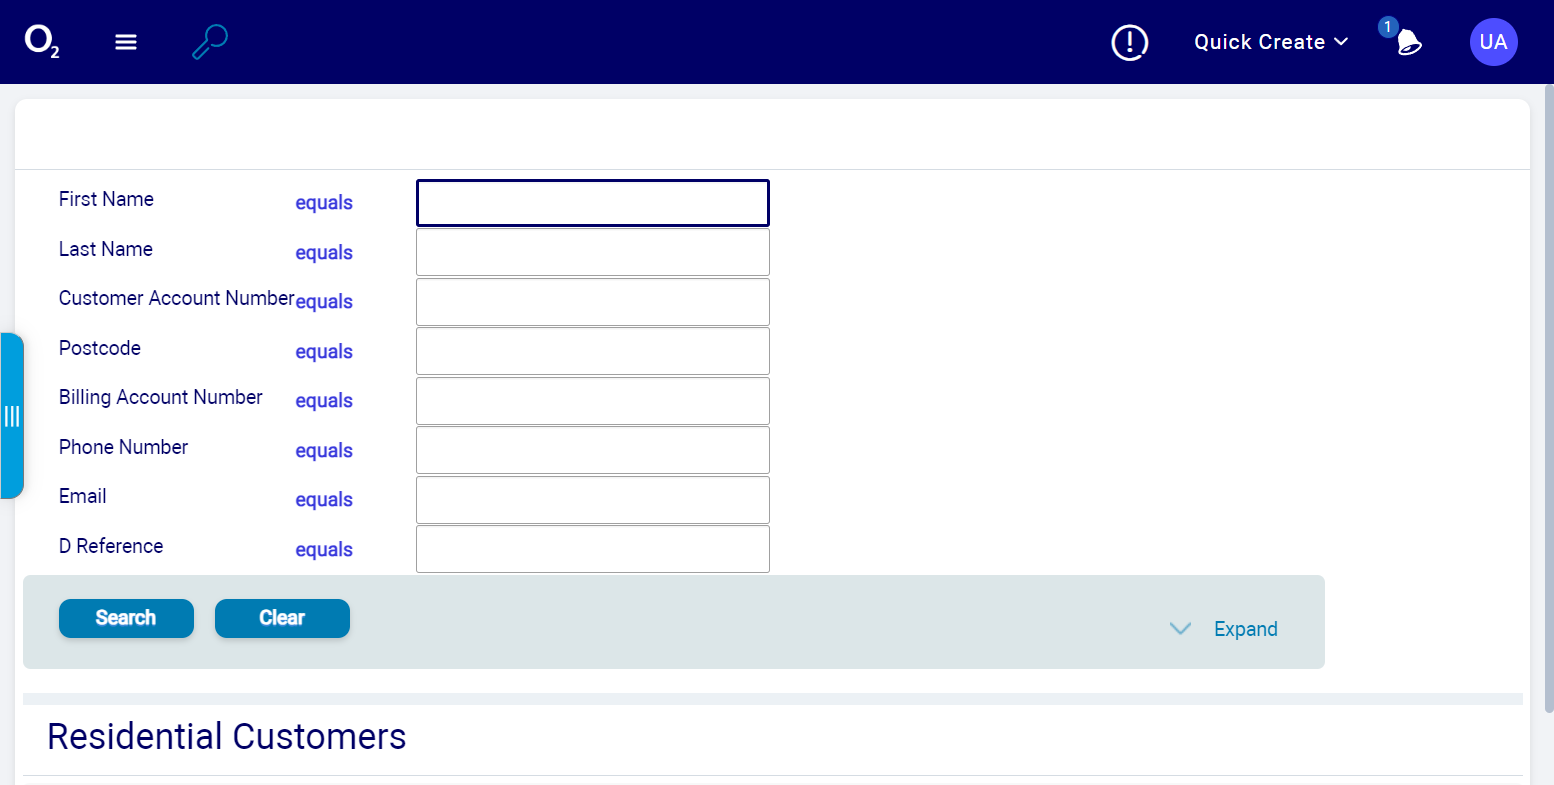 O2
Quick Create
1
UA
First Name equals
Last Name equals
Customer Account Number equals
Postcode equals
Billing Account Number equals
Phone Number equals
Email equals
D Reference equals
Search Clear
Expand
Residential Customers